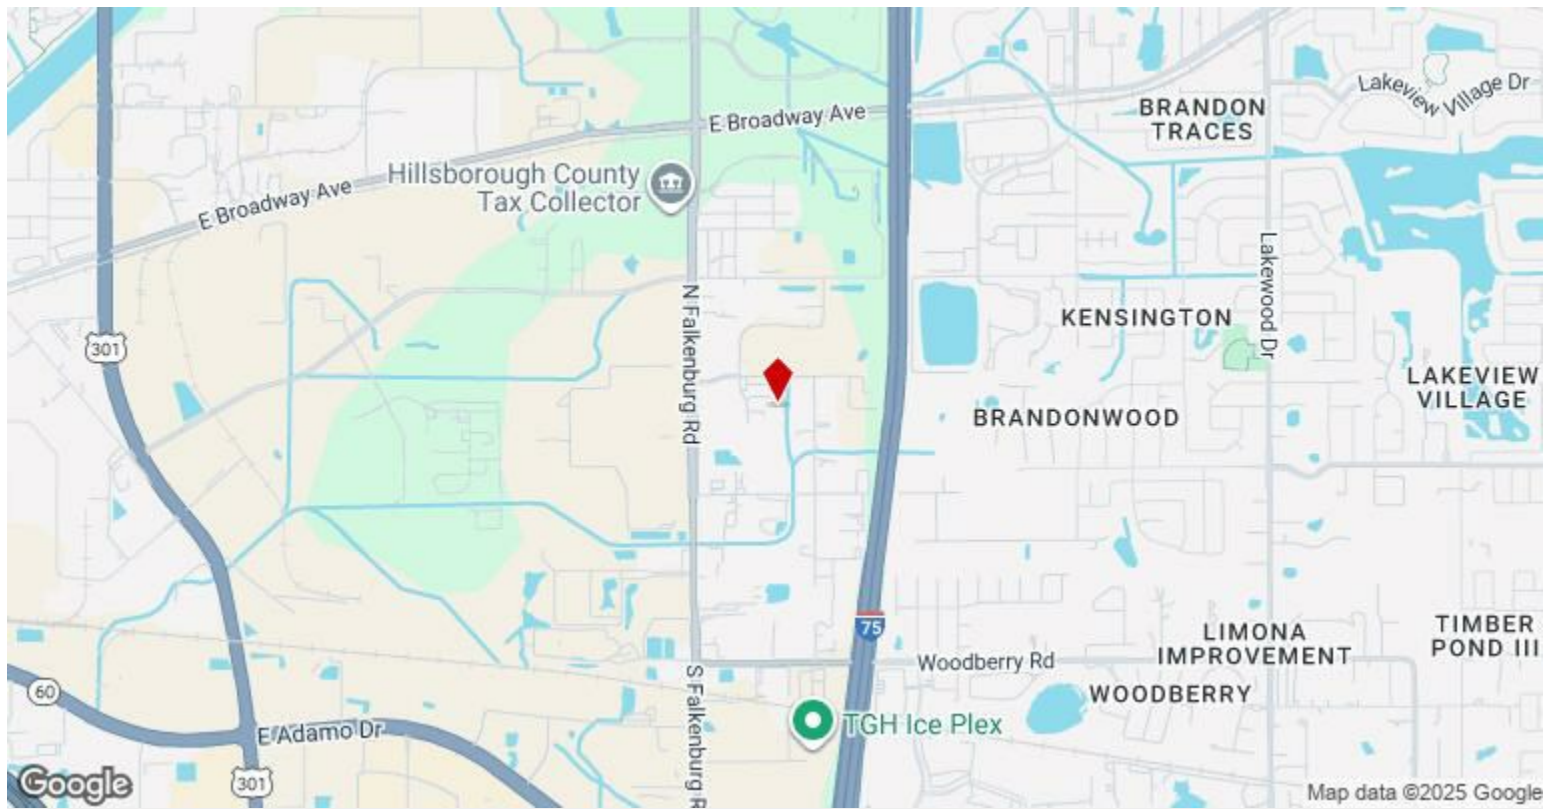 Lakeview Village Dr
BRANDON
TRACES
E Broadway Ave
Hillsborough County
Tax Collector
E Broadway Ave
Lakewood Dr
N Falkenburg Rd
KENSINGTON
301
LAKEVIEW
VILLAGE
BRANDONWOOD
75
LIMONA
IMPROVEMENT
TIMBER
POND III
Woodberry Rd
WOODBERRY
60
S Falkenburg R
TGH Ice Plex
E Adamo Dr
301
Google
Map data ©2025 Google